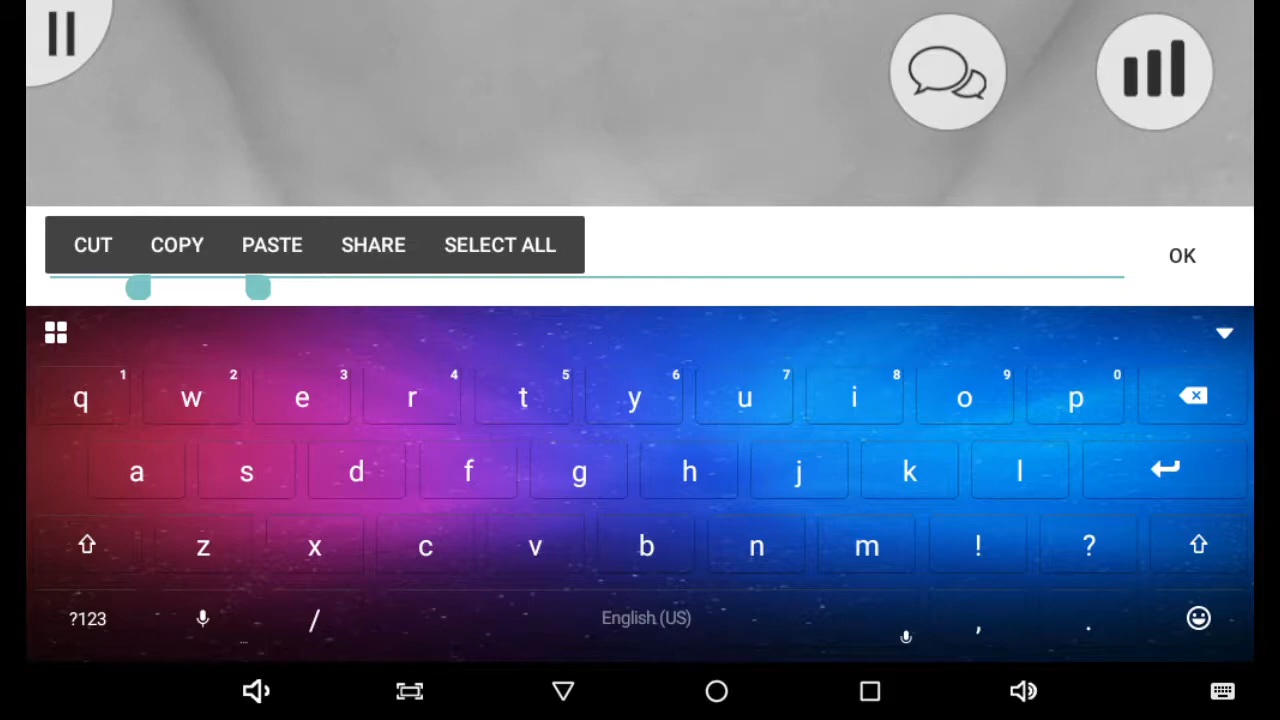 CUT COPY PASTE SHARE SELECT ALL
OK
q 1 w 2 e 3 r 4 t 5 y 6 u 7 i 8 o 9 p 0
a s d f g h j k l
z x c v b n m ! ?
?123 ... / English (US) , .